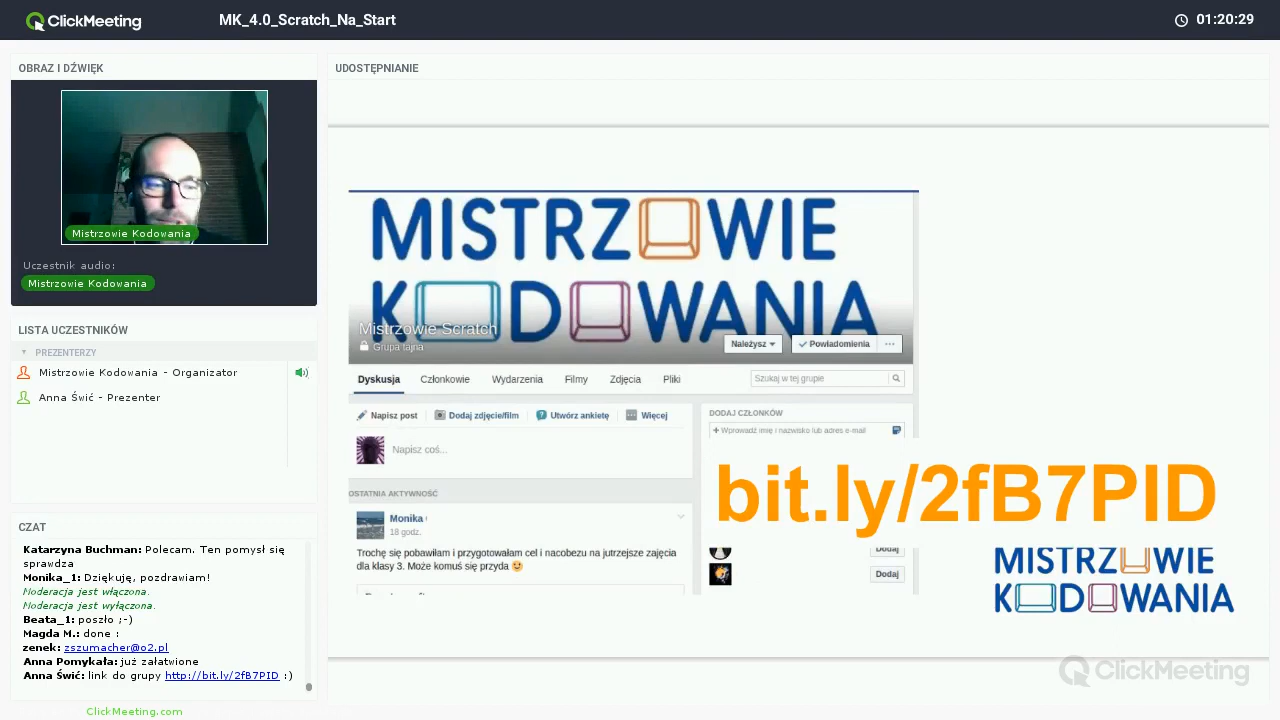 ClickMeeting
MK_4.0_Scratch_Na_Start
01:20:29
OBRAZ I DŹWIĘK
Mistrzowie Kodowania
Uczestnik audio:
Mistrzowie Kodowania
LISTA UCZESTNIKÓW
PREZENTERZY
Mistrzowie Kodowania - Organizator
Anna Świć - Prezenter
CZAT
Katarzyna Buchman: Polecam. Ten pomysł się
sprawdza
Monika_1: Dziękuję, pozdrawiam!
Moderacja jest włączona.
Moderacja jest wyłączona.
Beata_1: poszło ;-)
Magda M.: done :
zenek: zszumacher@o2.pl
Anna Pomykała: już załatwione
Anna Świć: link do grupy http://bit.ly/2fB7PID :)
ClickMeeting.com
UDOSTĘPNIANIE
MISTRZOWIE
KODOWANIA
Mistrzowie Scratch
Grupa tajna
Należysz
Powiadomienia
Dyskusja Członkowie Wydarzenia Filmy Zdjęcia Pliki
Szukaj w tej grupie
Napisz post Dodaj zdjęcie/film Utwórz ankietę Więcej
Napisz coś...
OSTATNIA AKTYWNOŚĆ
Monika
18 godz.
Trochę się pobawiłam i przygotowałam cel i nacobezu na jutrzejsze zajęcia
dla klasy 3. Może komuś się przyda
DODAJ CZŁONKÓW
+ Wprowadź imię i nazwisko lub adres e-mail
bit.ly/2fB7PID
Dodaj
Dodaj
MISTRZOWIE
KODOWANIA
ClickMeeting